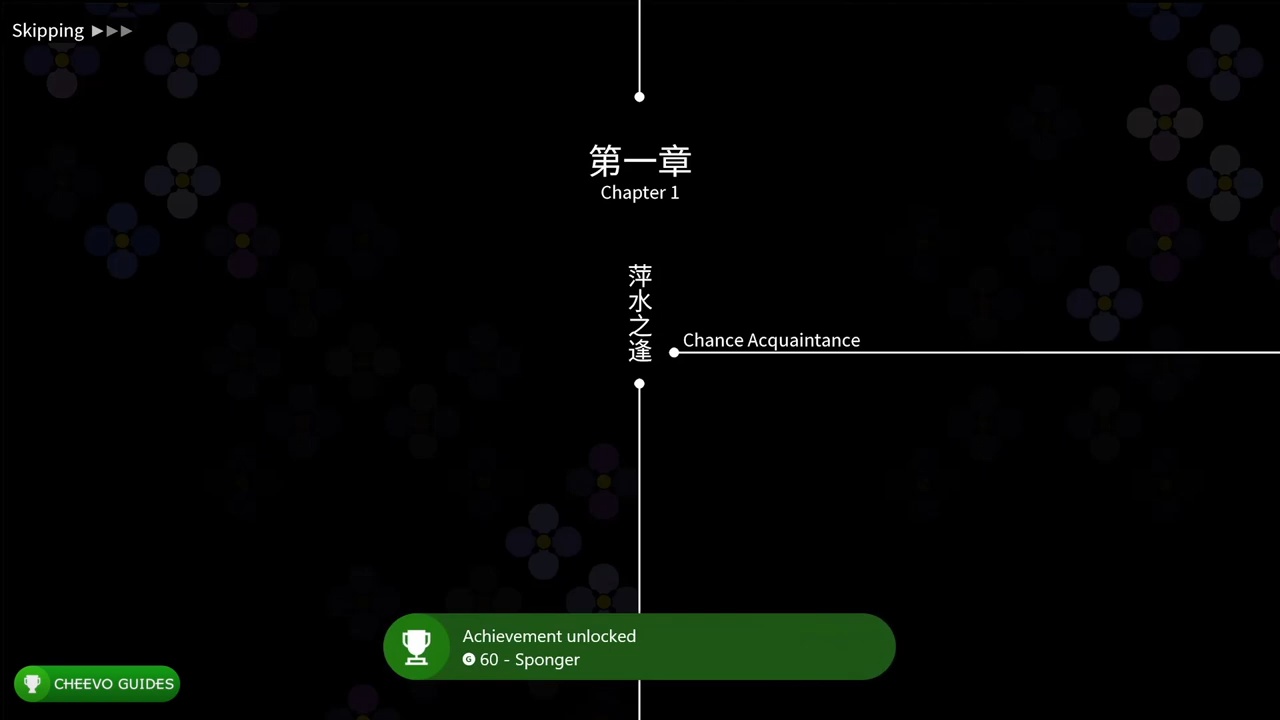 Skipping
第一章
Chapter 1
萍水之逢
Chance Acquaintance
Achievement unlocked
G 60 - Sponger
CHEEVO GUIDES